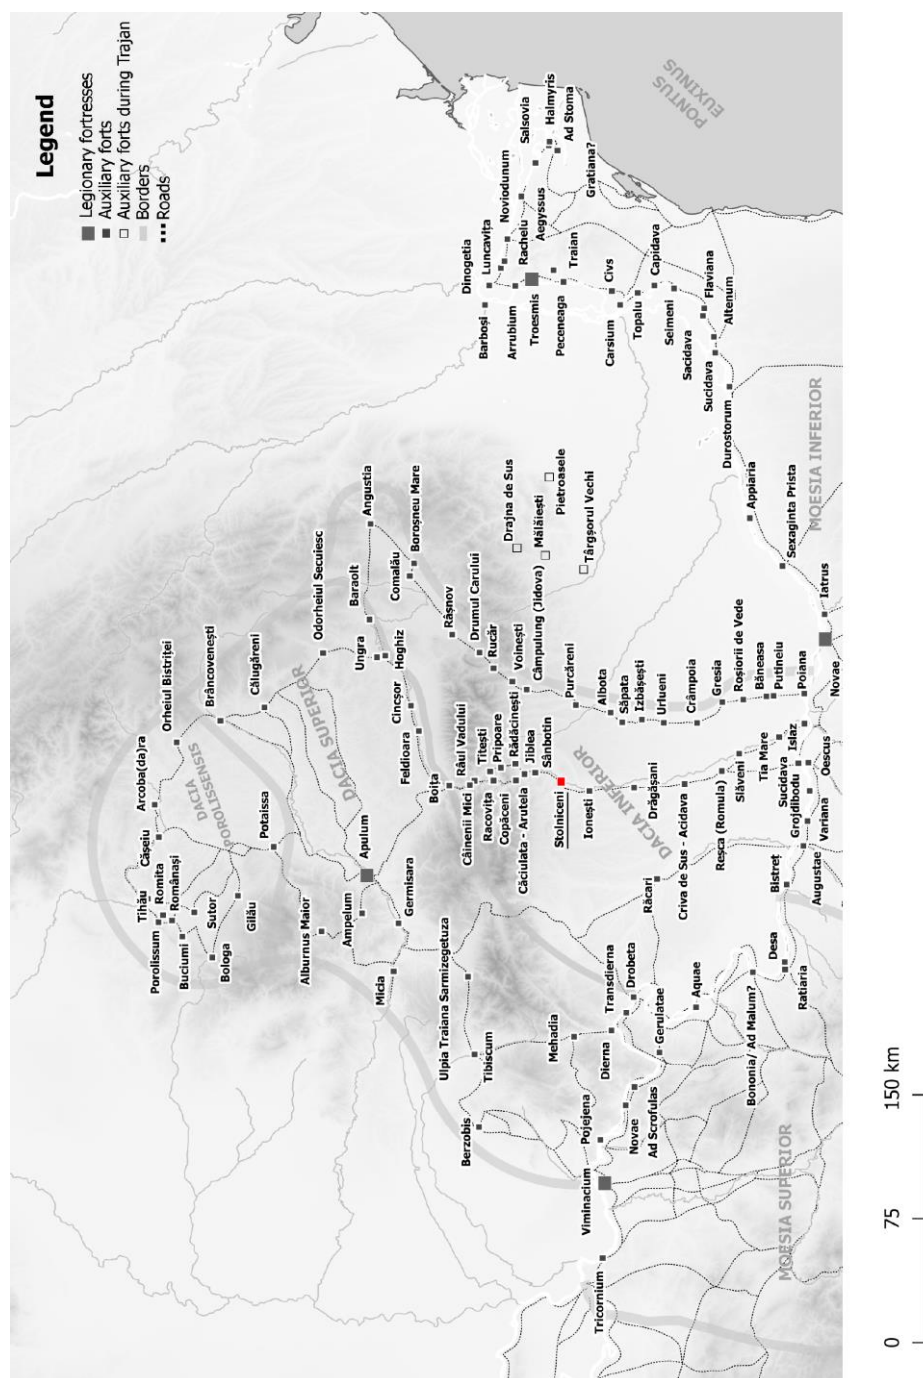 Legend
Legionary fortresses
Auxiliary forts
Auxiliary forts during Trajan
Borders
Roads
PONTUS
EUXINUS
Halmyris
Salsovia
Ad Stoma
Gratiana?
Noviodunum
Aegyssus
Luncavița
Rachelu
Dinogetia
Traian
Barboși
Arrubium
Troesmis
Peceneaga
Civs
Capidava
Carsium
Topalu
Seimeni
Flaviana
Altenum
Sacidava
Sucidava
Durostorum
MOESIA INFERIOR
Appiaria
Sexaginta Prista
Iatrus
Novae
Angustia
Boroșneu Mare
Comalău
Baraolt
Odorheiul Secuiesc
Ungra
Hoghiz
Drajna de Sus
Mălăiești
Pietroasele
Târgșorul Vechi
Râșnov
Drumul Carului
Rucăr
Voinești
Câmpulung (Jidova)
Purcăreni
Albota
Săpata
Izbășești
Urlueni
Crâmpoia
Gresia
Roșiorii de Vede
Băneasa
Putineiu
Poiana
Orheiul Bistriței
Brâncovenești
Călugăreni
DACIA SUPERIOR
Cincșor
Feldioara
Boița
Râul Vadului
Câinenii Mici
Titești
Racovița
Pripoare
Copăceni
Rădăcinești
Jiblea
Căciulata - Arutela
Sânbotin
Stolniceni
Ionești
DACIA INFERIOR
Drăgășani
Criva de Sus - Acidava
Reșca (Romula)
Slăveni
Tia Mare
Islaz
Sucidava
Oescus
Grojdibodu
Variana
Augustae
Bistreț
Arcoba(da)ra
DACIA
POROLISSENSIS
Cășeiu
Potaissa
Tihău
Romita
Românași
Porolissum
Buciumi
Sutor
Bologa
Gilău
Apulum
Ampelum
Alburnus Maior
Germisara
Micia
Ulpia Traiana Sarmizegetuza
Tibiscum
Berzobis
Mehadia
Răcari
Drobeta
Transdierna
Dierna
Gerulatae
Aquae
Desa
Ratiaria
Bononia/ Ad Malum?
Pojejena
Novae
Ad Scrofulas
Viminacium
Tricornium
MOESIA SUPERIOR
0
75
150 km